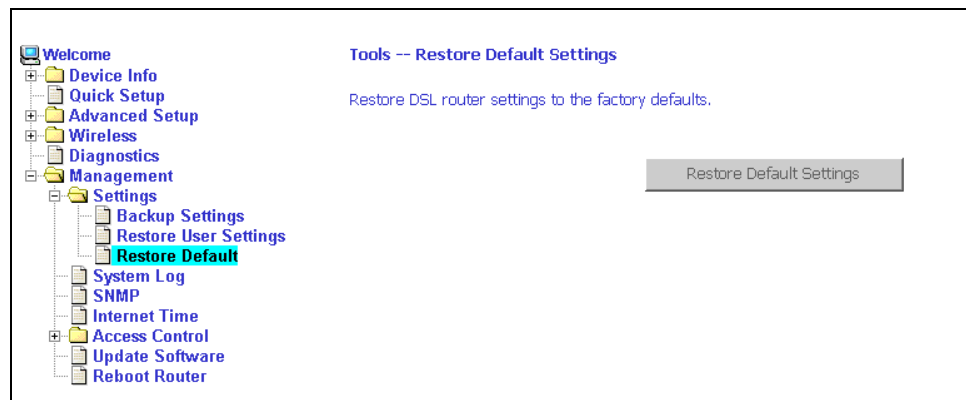 Welcome
Device Info
Quick Setup
Advanced Setup
Wireless
Diagnostics
Management
Settings
Backup Settings
Restore User Settings
Restore Default
System Log
SNMP
Internet Time
Access Control
Update Software
Reboot Router
Tools -- Restore Default Settings
Restore DSL router settings to the factory defaults.
Restore Default Settings